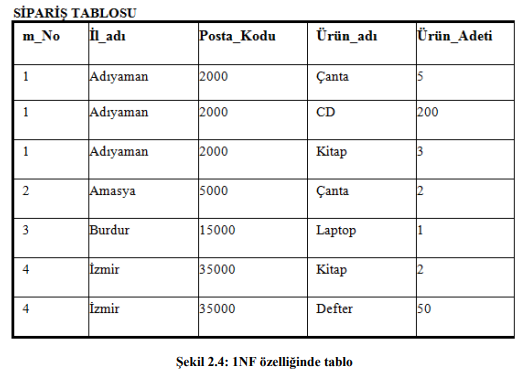 SİPARİŞ TABLOSU
m_No İl_adı Posta_Kodu Ürün_adı Ürün_Adeti
1 Adıyaman 2000 Çanta 5
1 Adıyaman 2000 CD 200
1 Adıyaman 2000 Kitap 3
2 Amasya 5000 Çanta 2
3 Burdur 15000 Laptop 1
4 İzmir 35000 Kitap 2
4 İzmir 35000 Defter 50
Şekil 2.4: 1NF özelliğinde tablo